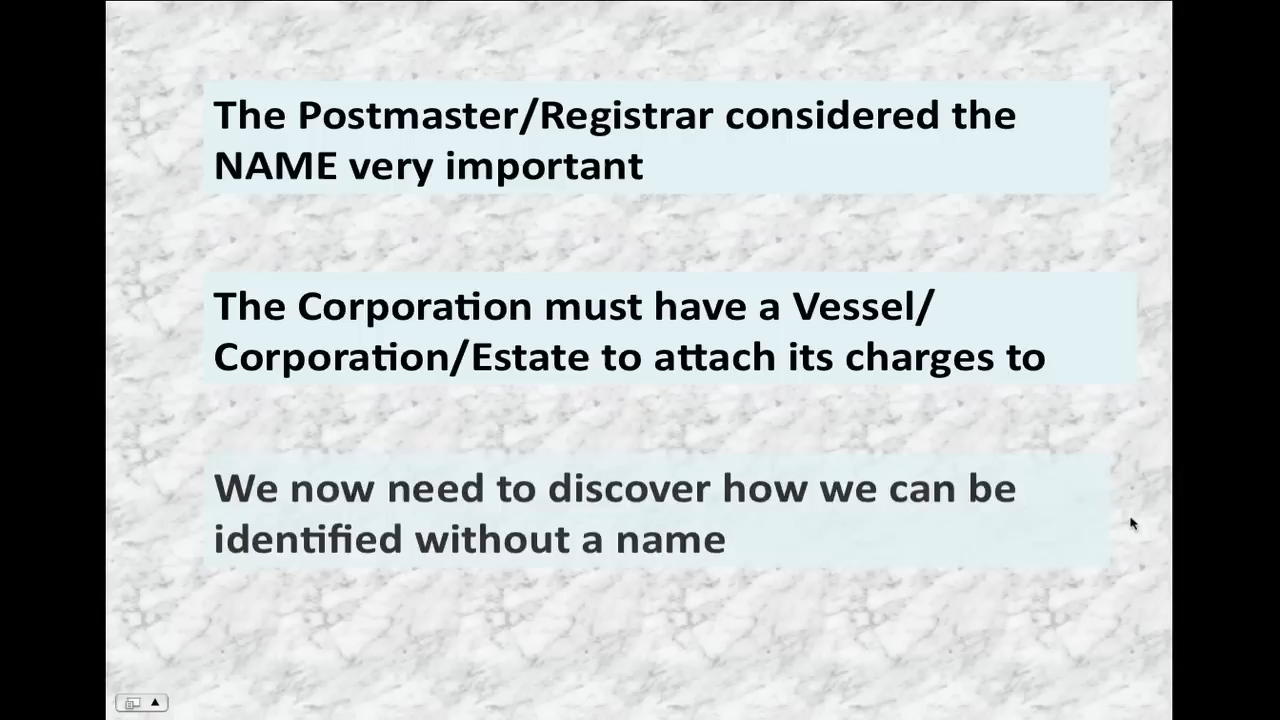 The Postmaster/Registrar considered the
NAME very important
The Corporation must have a Vessel/
Corporation/Estate to attach its charges to
We now need to discover how we can be
identified without a name